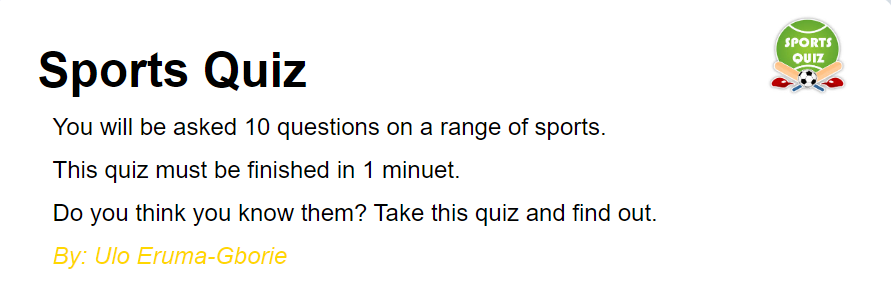 SPORTS
QUIZ
Sports Quiz
You will be asked 10 questions on a range of sports.
This quiz must be finished in 1 minuet.
Do you think you know them? Take this quiz and find out.
By: Ulo Eruma-Gborie